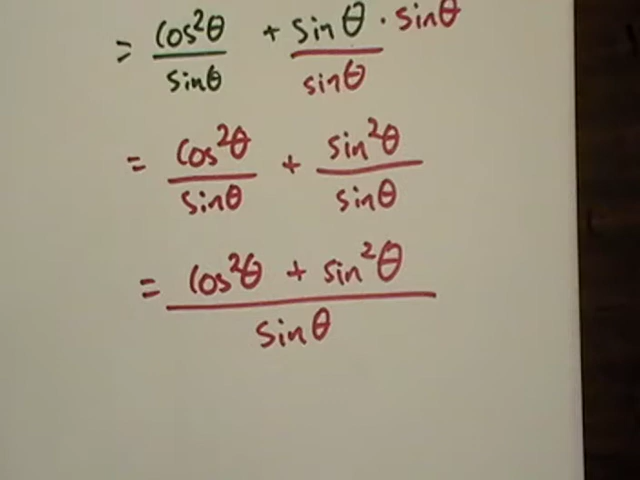 = cos²θ/sinθ + sinθ · sinθ/sinθ
= cos²θ/sinθ + sin²θ/sinθ
= cos²θ + sin²θ/sinθ